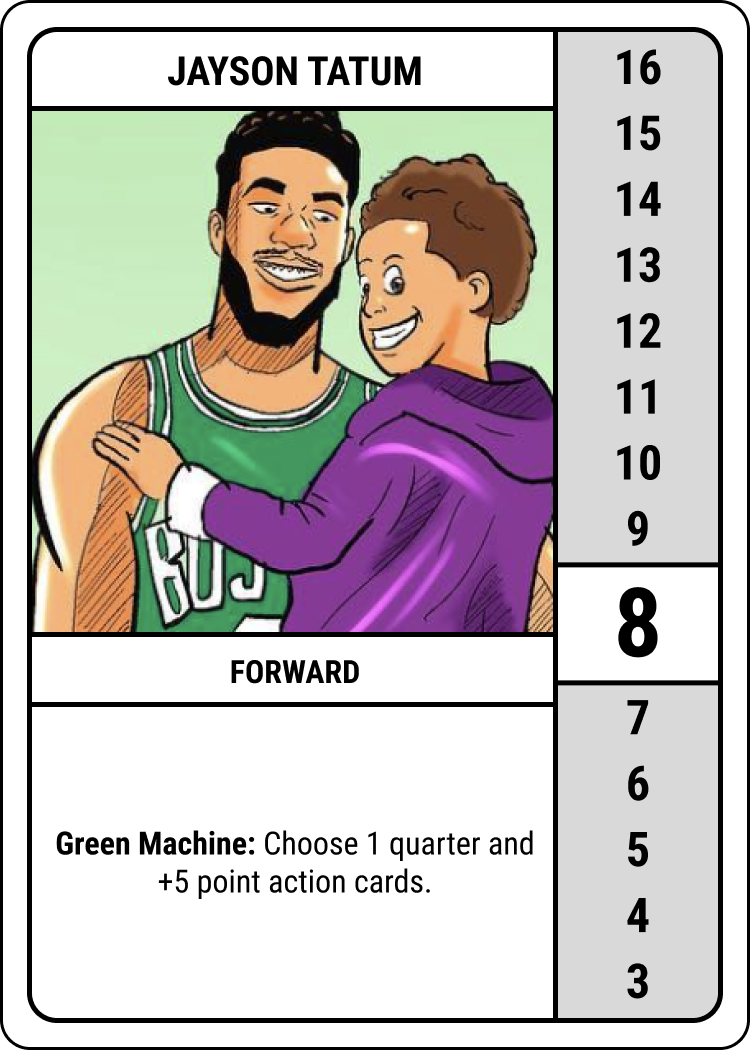 JAYSON TATUM
BOS
FORWARD
Green Machine: Choose 1 quarter and
+5 point action cards.
16
15
14
13
12
11
10
9
8
7
6
5
4
3